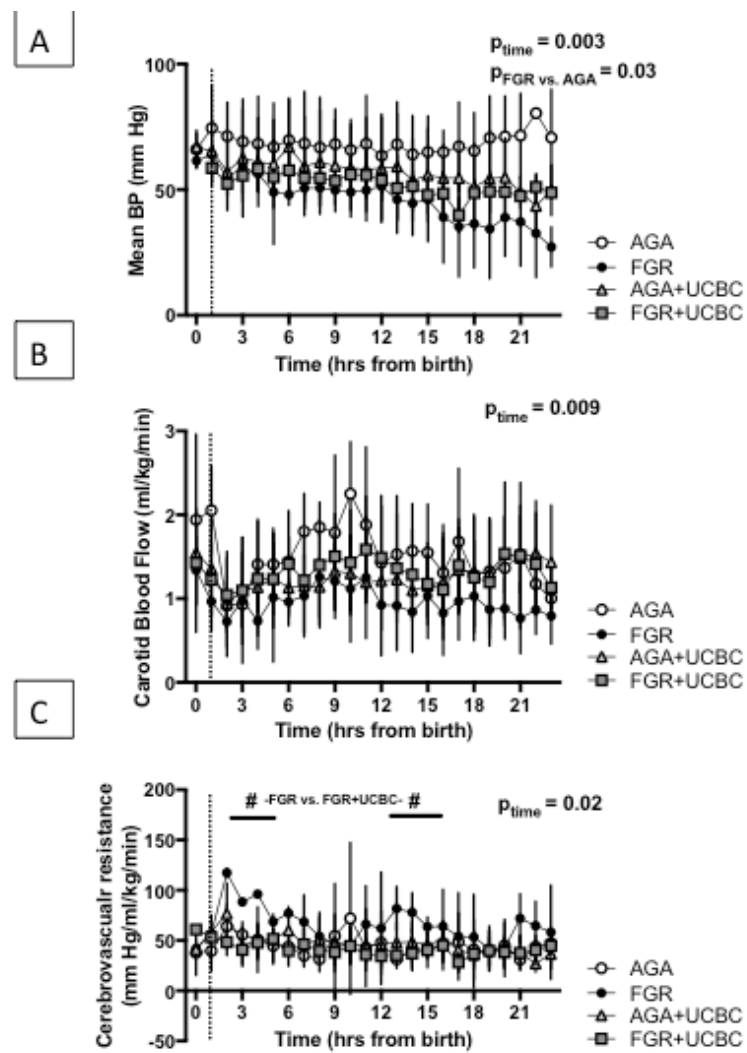 A
p_time = 0.003
p_FGR vs. AGA = 0.03
100
50
0
Mean BP (mm Hg)
0 3 6 9 12 15 18 21
Time (hrs from birth)
AGA
FGR
AGA+UCBC
FGR+UCBC
B
p_time = 0.009
3
2
1
0
Carotid Blood Flow (ml/kg/min)
0 3 6 9 12 15 18 21
Time (hrs from birth)
AGA
FGR
AGA+UCBC
FGR+UCBC
C
# -FGR vs. FGR+UCBC- #
p_time = 0.02
200
150
100
50
0
-50
Cerebrovascualr resistance
(mm Hg/ml/kg/min)
0 3 6 9 12 15 18 21
Time (hrs from birth)
AGA
FGR
AGA+UCBC
FGR+UCBC